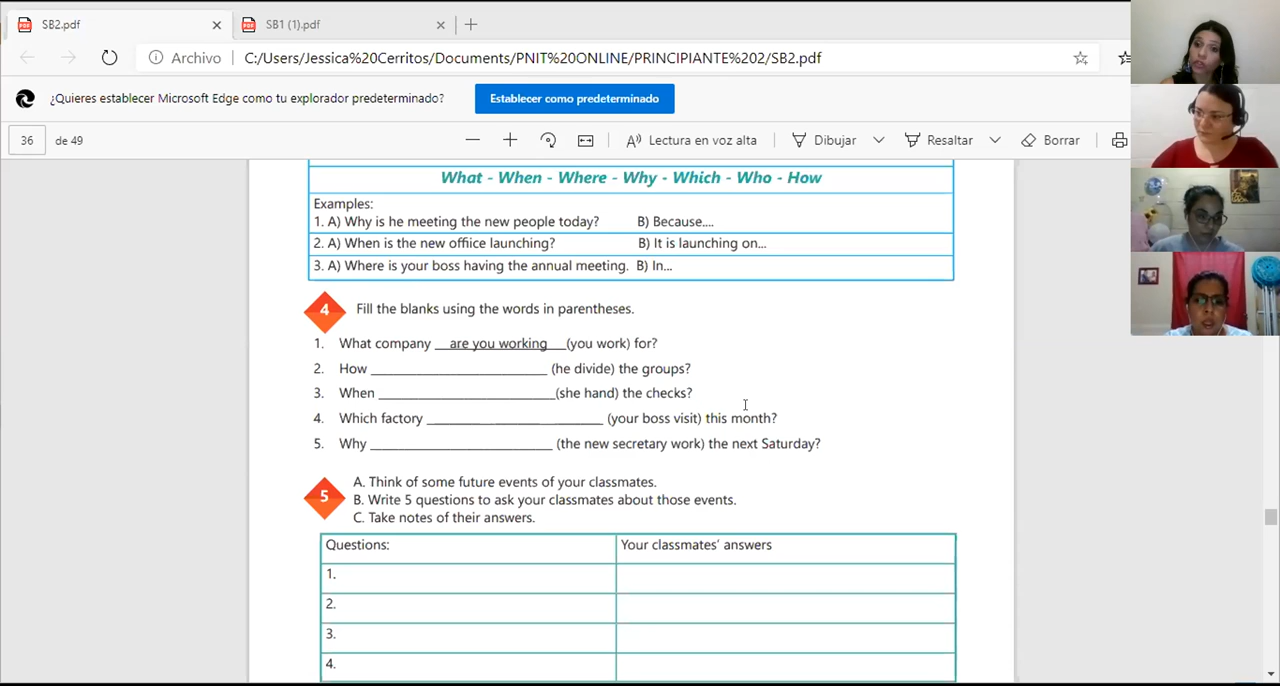 SB2.pdf
SB1 (1).pdf
Archivo
C:/Users/Jessica%20Cerritos/Documents/PNIT%20ONLINE/PRINCIPIANTE%202/SB2.pdf
¿Quieres establecer Microsoft Edge como tu explorador predeterminado?
Establecer como predeterminado
36 de 49
Lectura en voz alta
Dibujar
Resaltar
Borrar
What - When - Where - Why - Which - Who - How
Examples:
1. A) Why is he meeting the new people today? B) Because....
2. A) When is the new office launching? B) It is launching on...
3. A) Where is your boss having the annual meeting. B) In...
4 Fill the blanks using the words in parentheses.
1. What company __are you working___(you work) for?
2. How _________________________ (he divide) the groups?
3. When _________________________(she hand) the checks?
4. Which factory _________________________ (your boss visit) this month?
5. Why __________________________ (the new secretary work) the next Saturday?
5
A. Think of some future events of your classmates.
B. Write 5 questions to ask your classmates about those events.
C. Take notes of their answers.
Questions: Your classmates' answers
1.
2.
3.
4.